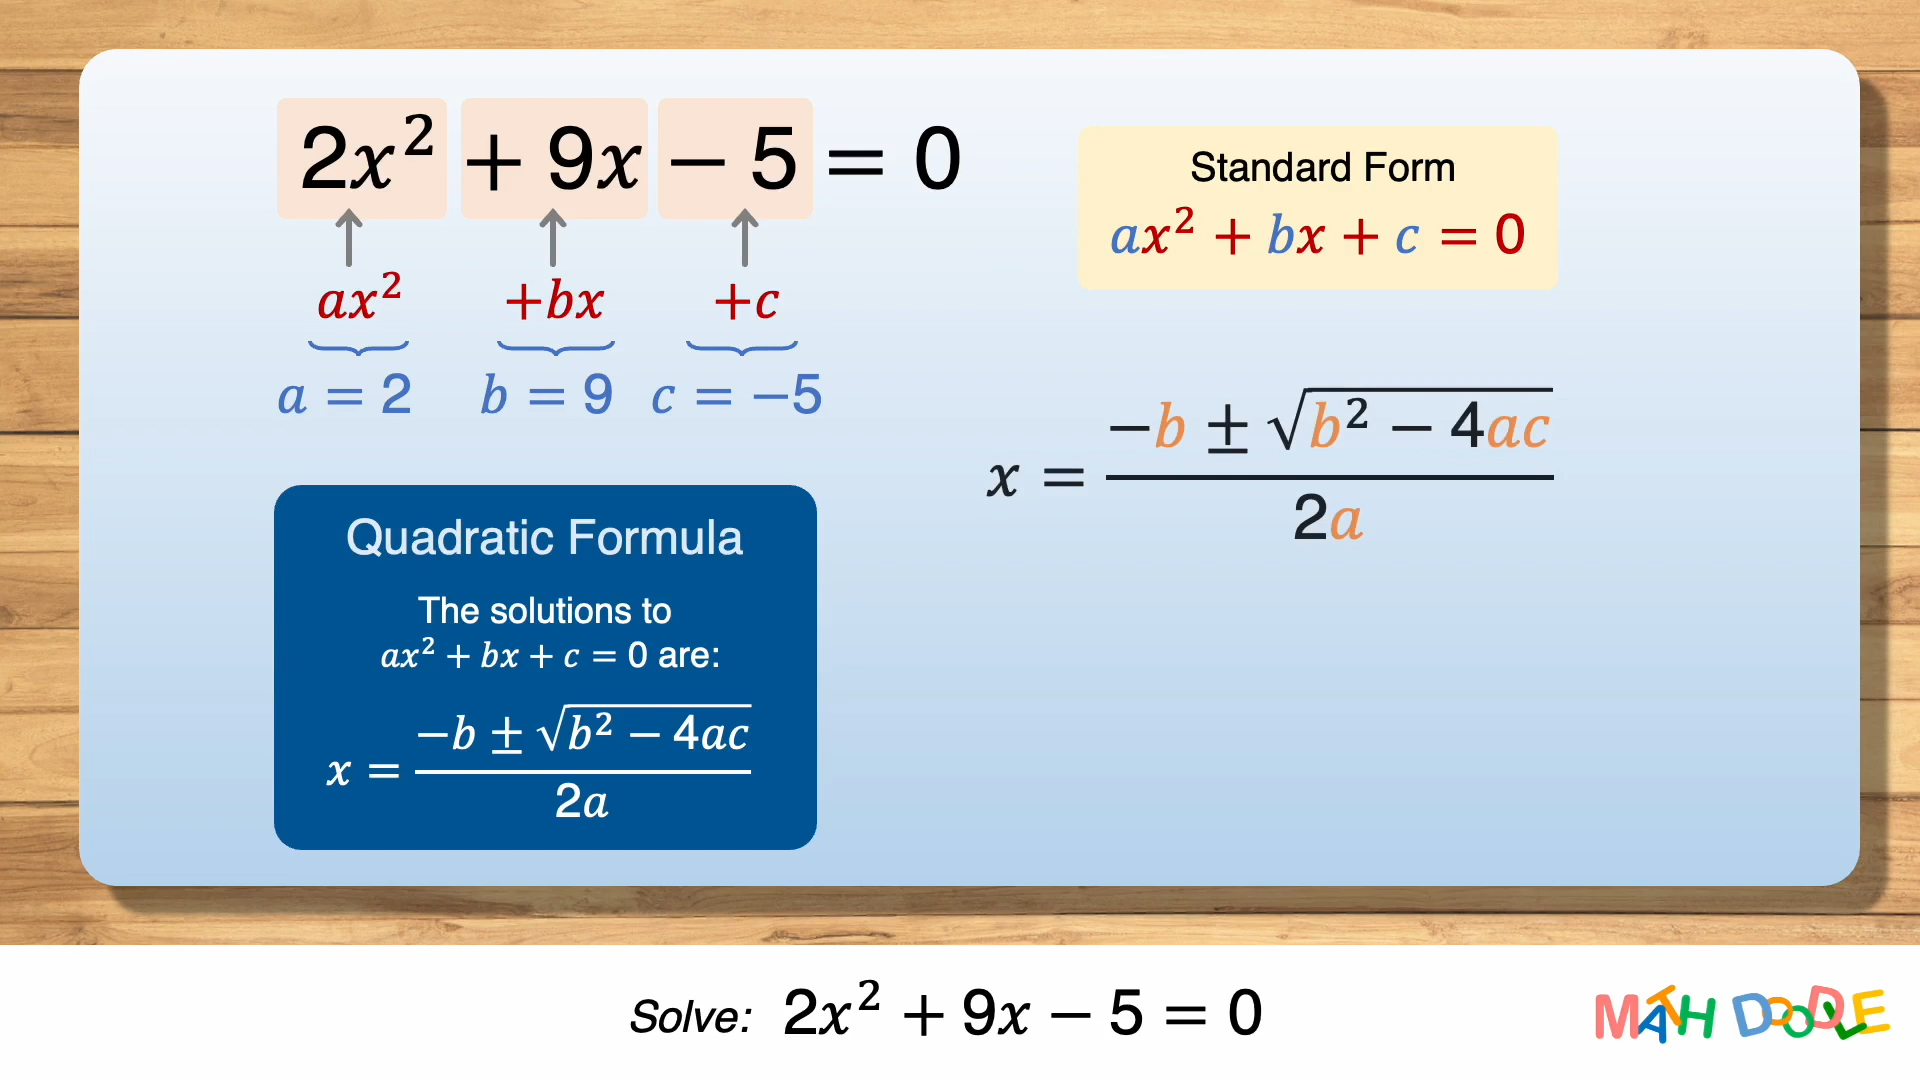 2x² + 9x − 5 = 0
ax² +bx +c
a = 2 b = 9 c = −5
Standard Form
ax² + bx + c = 0
Quadratic Formula
The solutions to
ax² + bx + c = 0 are:
x = (−b ± √(b² − 4ac)) / 2a
x = (−b ± √(b² − 4ac)) / 2a
Solve: 2x² + 9x − 5 = 0
MATH DOODLE